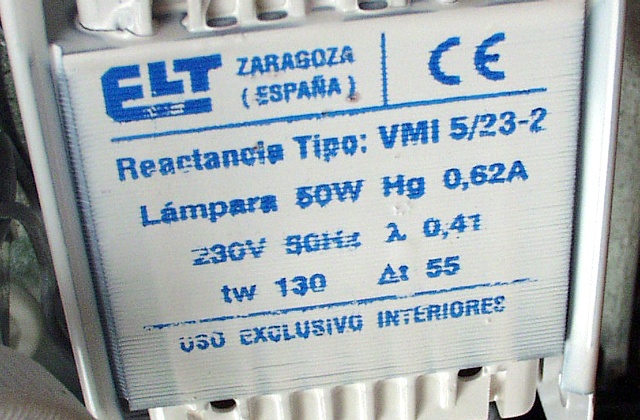 ELT ZARAGOZA CE
(ESPAÑA)
Reactancia Tipo: VMI 5/23-2
Lámpara 50W Hg 0,62A
230V 50Hz λ 0,41
tw 130 Δt 55
USO EXCLUSIVO INTERIORES